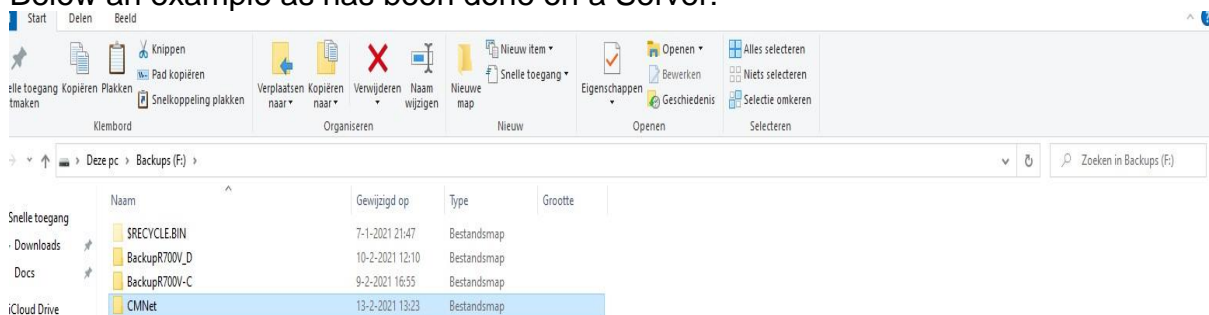 Below an example as has been done on a Server:
Start Delen Beeld
Knippen
Pad kopiëren
Snelkoppeling plakken
elle toegang Kopiëren Plakken
tmaken
Klembord
Verplaatsen Kopiëren Verwijderen Naam
naar naar wijzigen
Organiseren
Nieuw item
Snelle toegang
Nieuwe
map
Nieuw
Eigenschappen
Openen
Bewerken
Geschiedenis
Openen
Alles selecteren
Niets selecteren
Selectie omkeren
Selecteren
Deze pc > Backups (F:) >
Zoeken in Backups (F:)
Naam Gewijzigd op Type Grootte
Snelle toegang
Downloads
Docs
iCloud Drive
$RECYCLE.BIN 7-1-2021 21:47 Bestandsmap
BackupR700V_D 10-2-2021 12:10 Bestandsmap
BackupR700V-C 9-2-2021 16:55 Bestandsmap
CMNet 13-2-2021 13:23 Bestandsmap